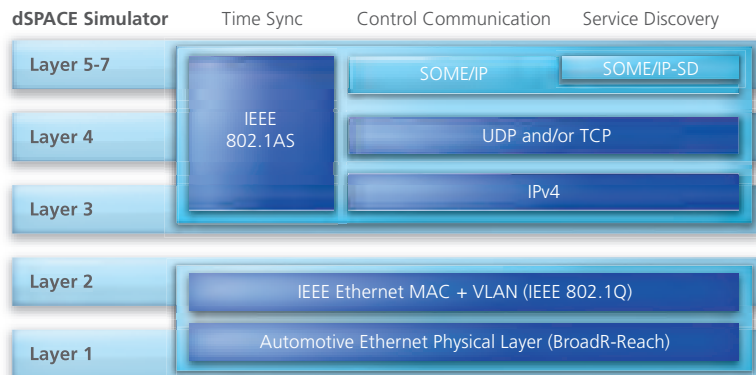 dSPACE Simulator Time Sync Control Communication Service Discovery
Layer 5-7
SOME/IP
SOME/IP-SD
IEEE
802.1AS
Layer 4
UDP and/or TCP
IPv4
Layer 3
Layer 2
IEEE Ethernet MAC + VLAN (IEEE 802.1Q)
Automotive Ethernet Physical Layer (BroadR-Reach)
Layer 1